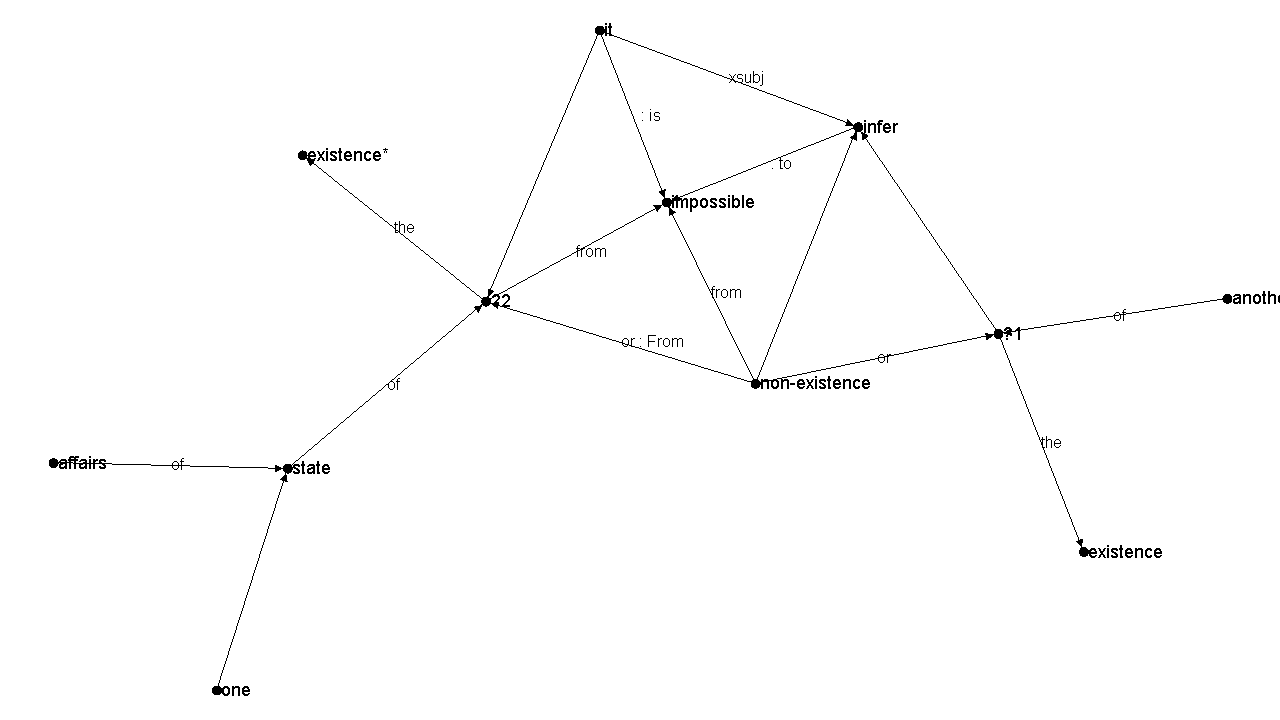 it
xsubj
: is
infer
existence*
: to
impossible
the
from
from
anothe
?2
of
?1
or : From
or
non-existence
of
the
affairs
of
state
existence
one